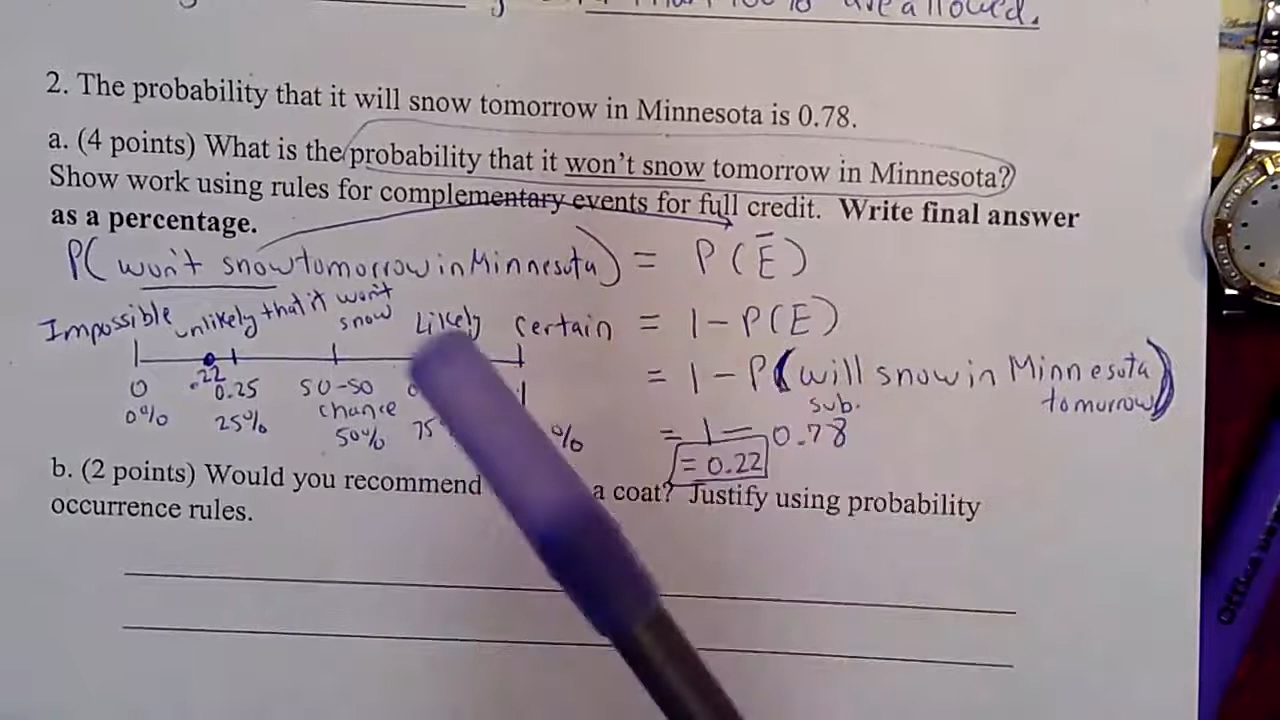 are allowed.
2. The probability that it will snow tomorrow in Minnesota is 0.78.
a. (4 points) What is the probability that it won't snow tomorrow in Minnesota?
Show work using rules for complementary events for full credit. Write final answer
as a percentage.
P( won't snow tomorrow in Minnesota) = P(Ē)
Impossible unlikely that it won't snow Likely certain = 1-P(E)
= 1-P(will snow in Minnesota tomorrow)
0 .22 0.25 50-50 chance
sub.
0% 25% 50% 75 %
= 1-0.78
= 0.22
b. (2 points) Would you recommend a coat? Justify using probability
occurrence rules.
Office